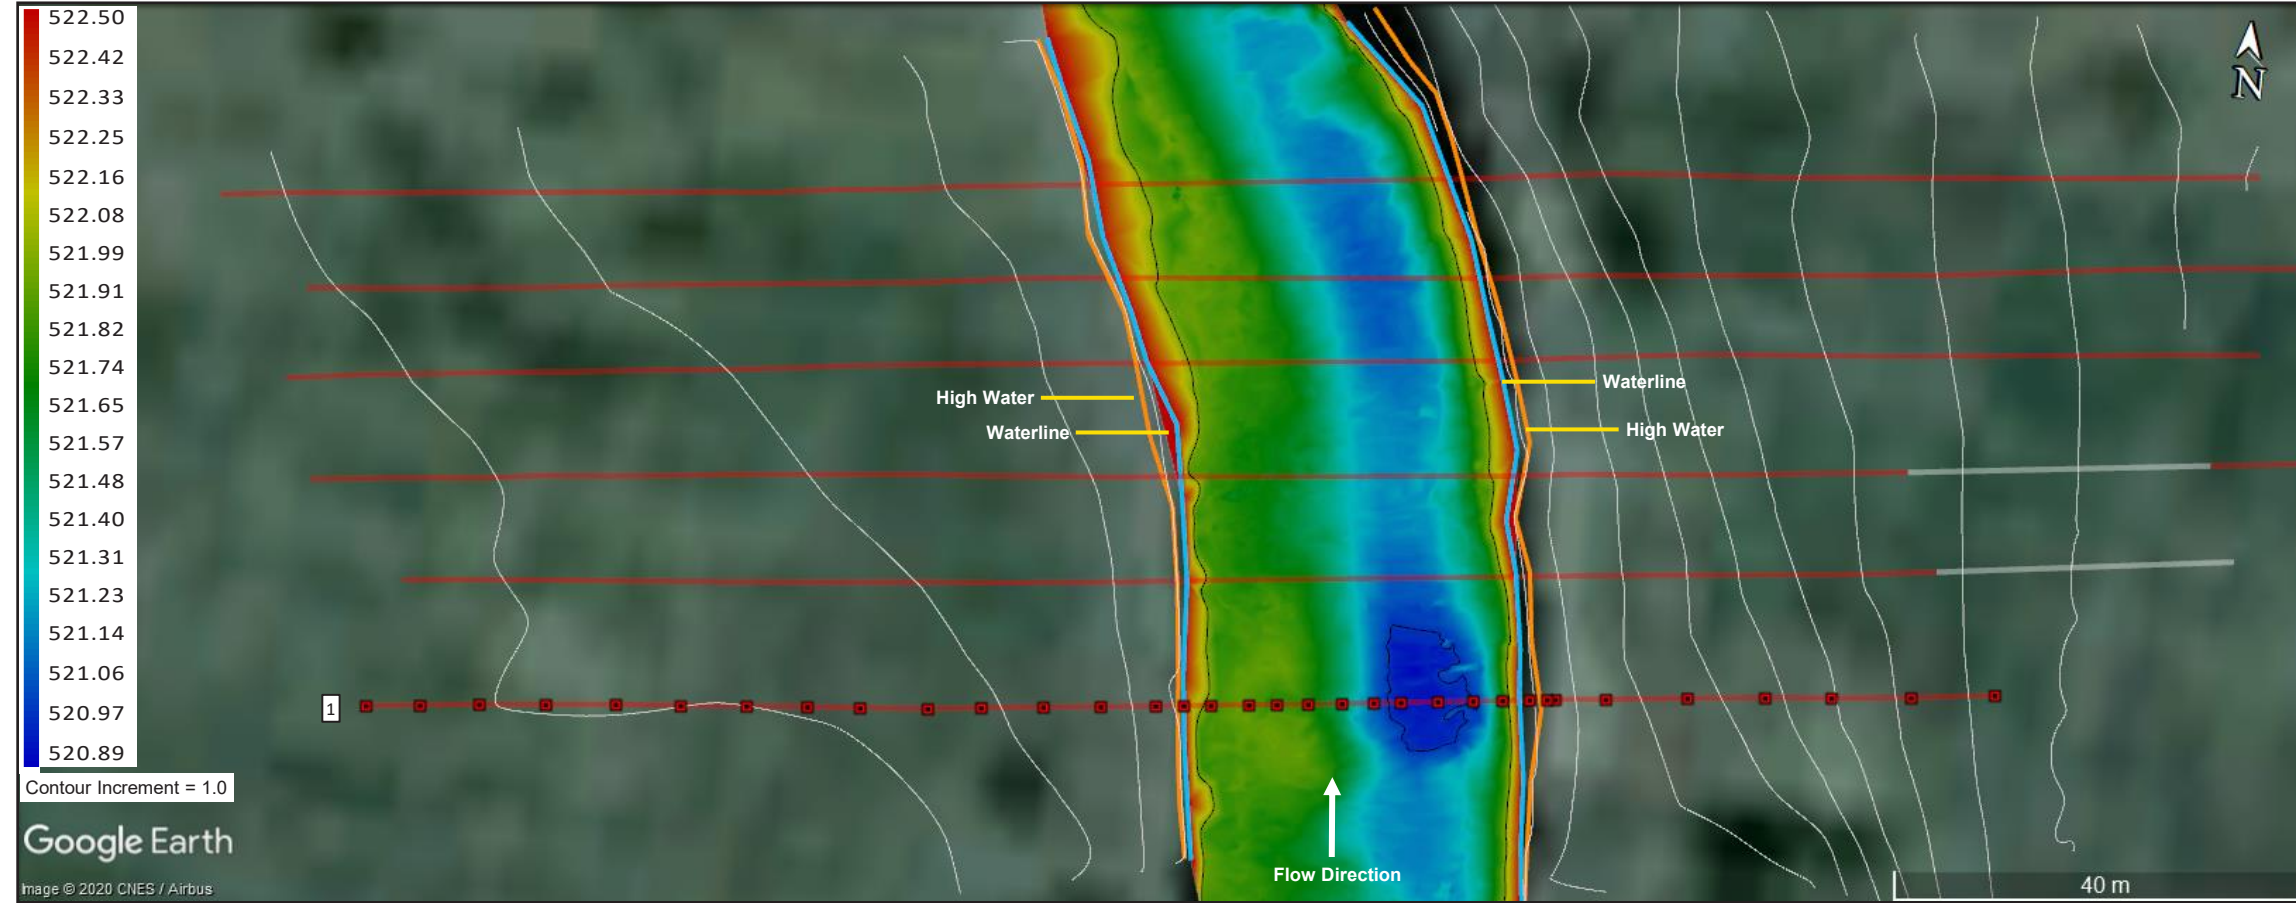 522.50
522.42
522.33
522.25
522.16
522.08
521.99
521.91
521.82
521.74
521.65
521.57
521.48
521.40
521.31
521.23
521.14
521.06
520.97
520.89
Contour Increment = 1.0
N
High Water
Waterline
Waterline
High Water
1
Flow Direction
Google Earth
Image © 2020 CNES / Airbus
40 m